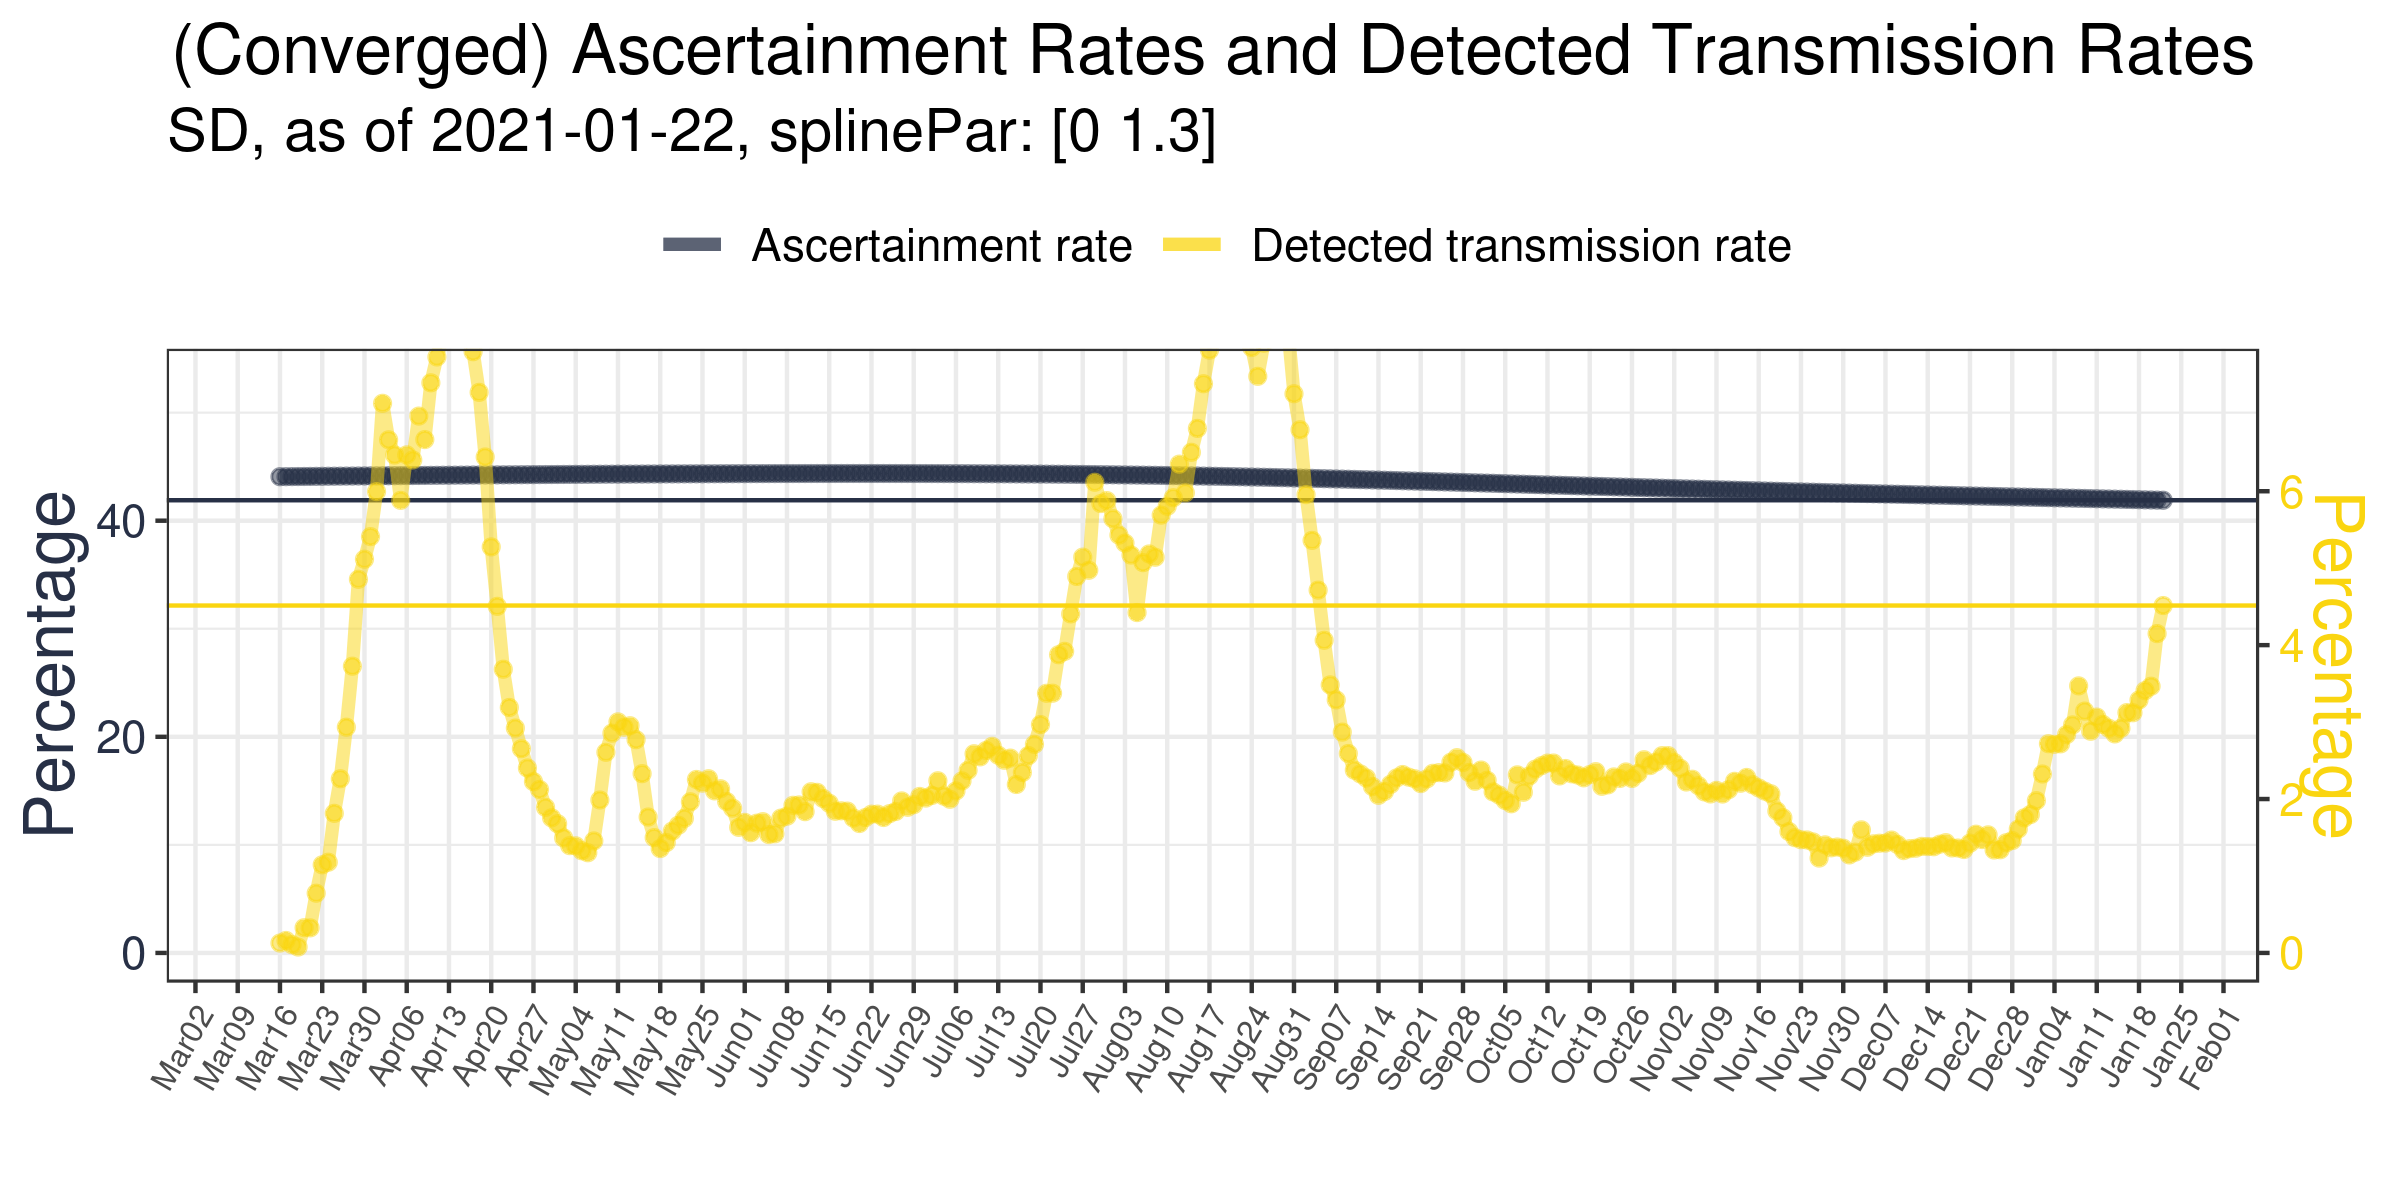 (Converged) Ascertainment Rates and Detected Transmission Rates
SD, as of 2021-01-22, splinePar: [0 1.3]
Ascertainment rate Detected transmission rate
Percentage
40
20
0
6
4
2
0
Percentage
Mar02 Mar09 Mar16 Mar23 Mar30 Apr06 Apr13 Apr20 Apr27 May04 May11 May18 May25 Jun01 Jun08 Jun15 Jun22 Jun29 Jul06 Jul13 Jul20 Jul27 Aug03 Aug10 Aug17 Aug24 Aug31 Sep07 Sep14 Sep21 Sep28 Oct05 Oct12 Oct19 Oct26 Nov02 Nov09 Nov16 Nov23 Nov30 Dec07 Dec14 Dec21 Dec28 Jan04 Jan11 Jan18 Jan25 Feb01